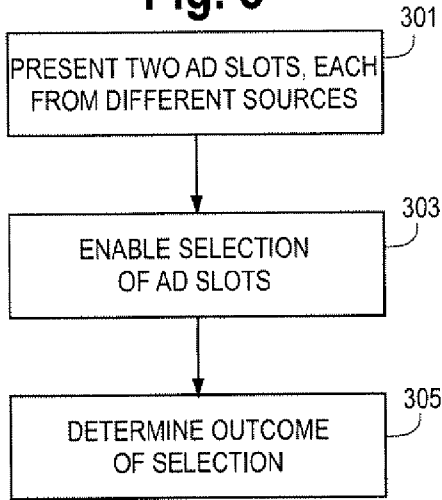 301
PRESENT TWO AD SLOTS, EACH
FROM DIFFERENT SOURCES
303
ENABLE SELECTION
OF AD SLOTS
305
DETERMINE OUTCOME
OF SELECTION